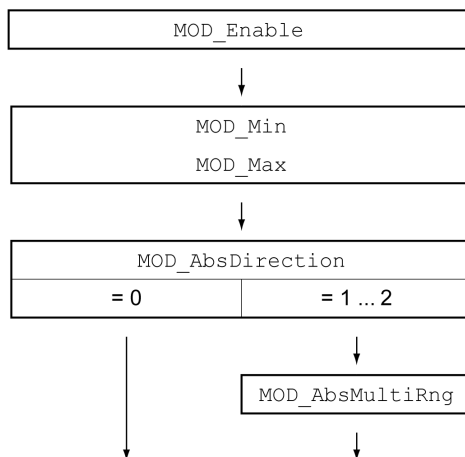 MOD_Enable
MOD_Min
MOD_Max
MOD_AbsDirection
= 0 = 1 ... 2
MOD_AbsMultiRng